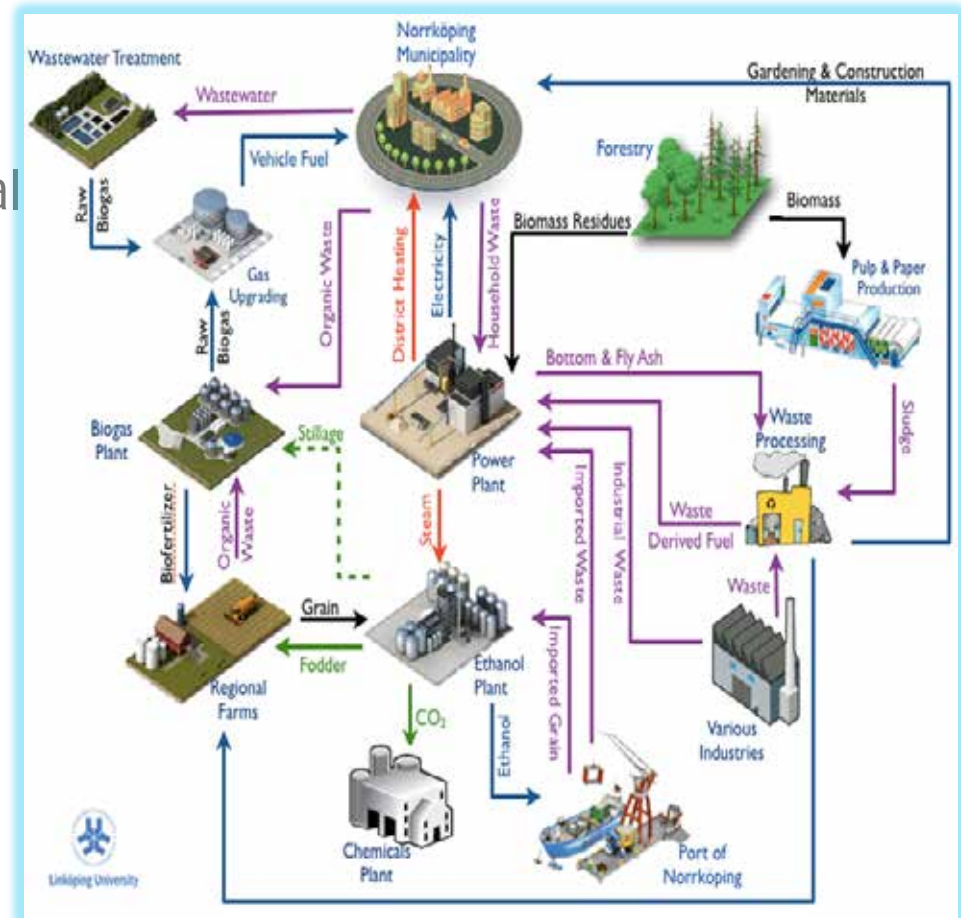 Norrköping
Municipality
Wastewater Treatment
Wastewater
Gardening & Construction
Materials
Vehicle Fuel
Forestry
al
Raw
Biogas
Biomass
Biomass Residues
Gas
Upgrading
Organic Waste
District Heating
Electricity
Household Waste
Pulp & Paper
Production
Raw
Biogas
Bottom & Fly Ash
Sludge
Biogas
Plant
Stillage
Power
Plant
Waste
Processing
Imported Waste
Industrial Waste
Waste
Derived Fuel
Biofertilizer
Organic
Waste
Steam
Waste
Grain
Fodder
Ethanol
Plant
Imported Grain
Regional
Farms
Various
Industries
CO₂
Ethanol
Chemicals
Plant
Port of
Norrköping
Linköping University